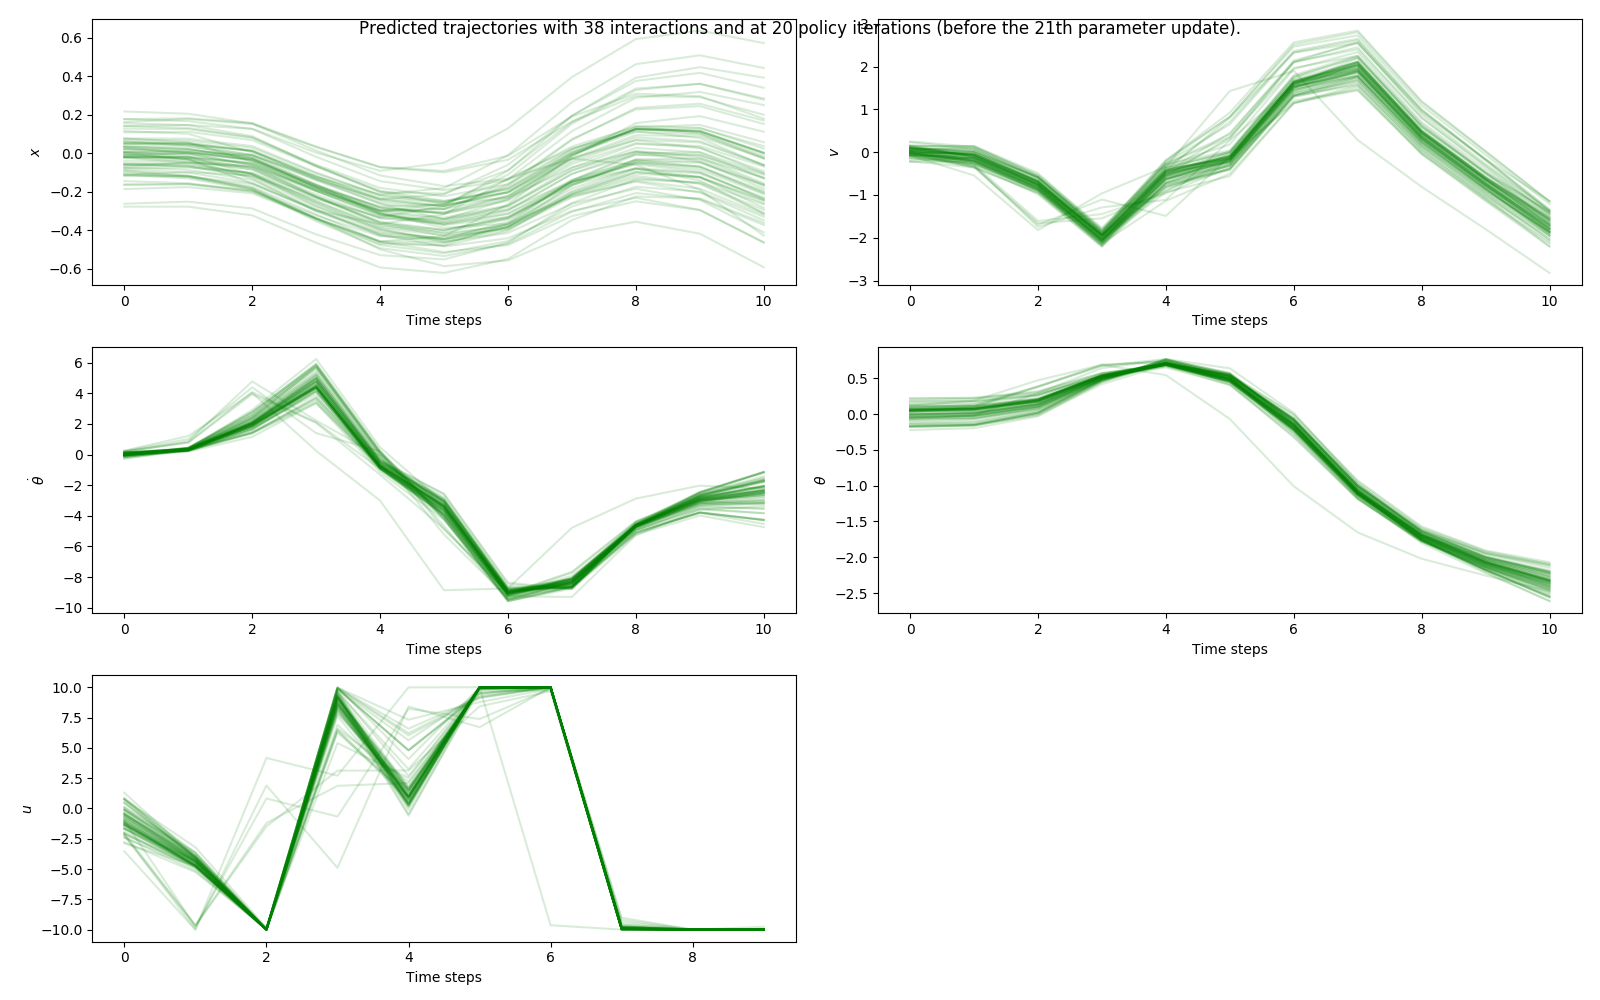 Predicted trajectories with 38 interactions and at 20 policy iterations (before the 21th parameter update).
0.6
0.4
0.2
0.0
−0.2
−0.4
−0.6
x
0 2 4 6 8 10
Time steps
3
2
1
0
−1
−2
−3
v
0 2 4 6 8 10
Time steps
6
4
2
0
−2
−4
−6
−8
−10
θ̇
0 2 4 6 8 10
Time steps
0.5
0.0
−0.5
−1.0
−1.5
−2.0
−2.5
θ
0 2 4 6 8 10
Time steps
10.0
7.5
5.0
2.5
0.0
−2.5
−5.0
−7.5
−10.0
u
0 2 4 6 8
Time steps